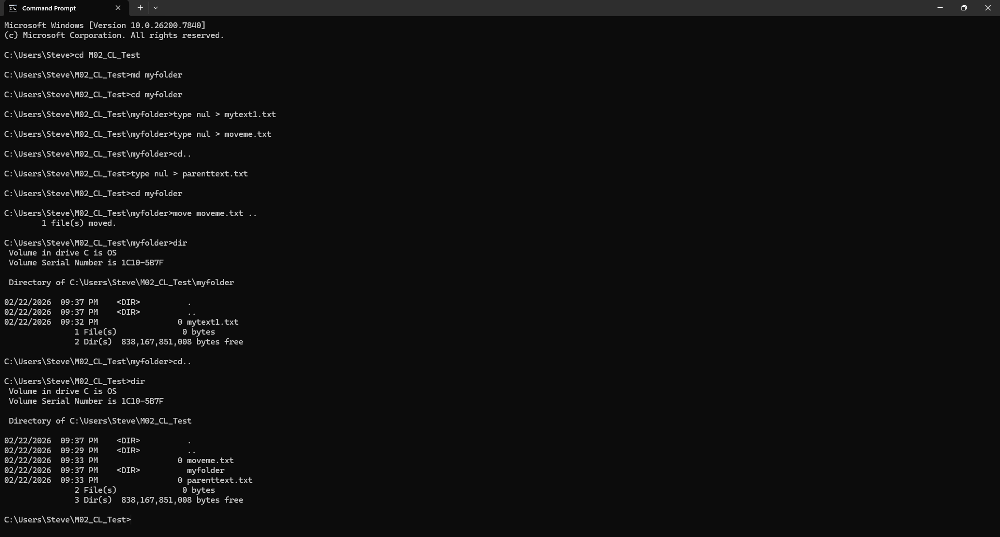 Command Prompt
Microsoft Windows [Version 10.0.26200.7840]
(c) Microsoft Corporation. All rights reserved.

C:\Users\Steve>cd M02_CL_Test

C:\Users\Steve\M02_CL_Test>md myfolder

C:\Users\Steve\M02_CL_Test>cd myfolder

C:\Users\Steve\M02_CL_Test\myfolder>type nul > mytext1.txt

C:\Users\Steve\M02_CL_Test\myfolder>type nul > moveme.txt

C:\Users\Steve\M02_CL_Test\myfolder>cd..

C:\Users\Steve\M02_CL_Test>type nul > parenttext.txt

C:\Users\Steve\M02_CL_Test>cd myfolder

C:\Users\Steve\M02_CL_Test\myfolder>move moveme.txt ..
        1 file(s) moved.

C:\Users\Steve\M02_CL_Test\myfolder>dir
 Volume in drive C is OS
 Volume Serial Number is 1C10-5B7F

 Directory of C:\Users\Steve\M02_CL_Test\myfolder

02/22/2026  09:37 PM    <DIR>          .
02/22/2026  09:37 PM    <DIR>          ..
02/22/2026  09:32 PM                 0 mytext1.txt
               1 File(s)              0 bytes
               2 Dir(s)  838,167,851,008 bytes free

C:\Users\Steve\M02_CL_Test\myfolder>cd..

C:\Users\Steve\M02_CL_Test>dir
 Volume in drive C is OS
 Volume Serial Number is 1C10-5B7F

 Directory of C:\Users\Steve\M02_CL_Test

02/22/2026  09:37 PM    <DIR>          .
02/22/2026  09:29 PM    <DIR>          ..
02/22/2026  09:33 PM                 0 moveme.txt
02/22/2026  09:37 PM    <DIR>          myfolder
02/22/2026  09:33 PM                 0 parenttext.txt
               2 File(s)              0 bytes
               3 Dir(s)  838,167,851,008 bytes free

C:\Users\Steve\M02_CL_Test>